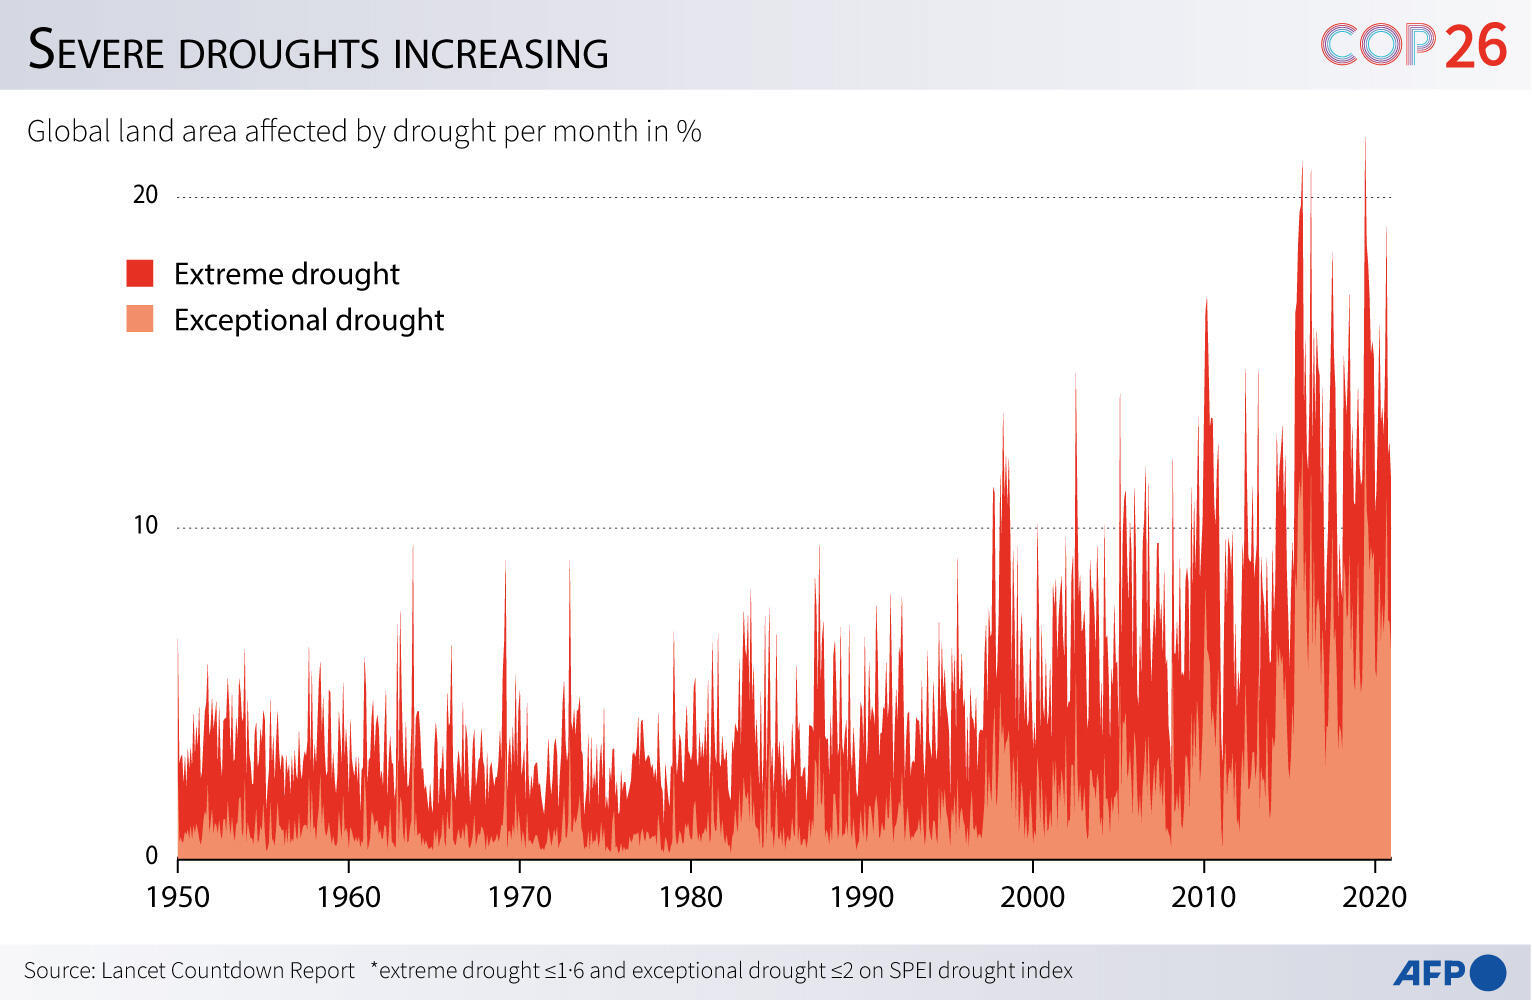 SEVERE DROUGHTS INCREASING
COP 26
Global land area affected by drought per month in %
20
Extreme drought
Exceptional drought
10
0
1950 1960 1970 1980 1990 2000 2010 2020
Source: Lancet Countdown Report *extreme drought ≤1·6 and exceptional drought ≤2 on SPEI drought index
AFP